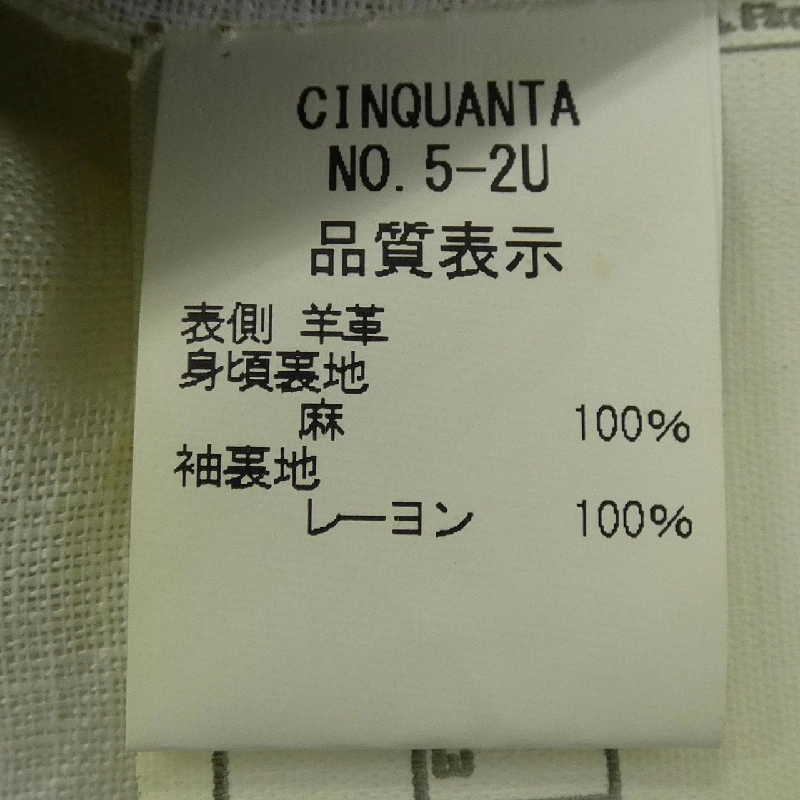 CINQUANTA
NO. 5-2U
品質表示
表側 羊革
身頃裏地
麻 100%
袖裏地
レーヨン 100%